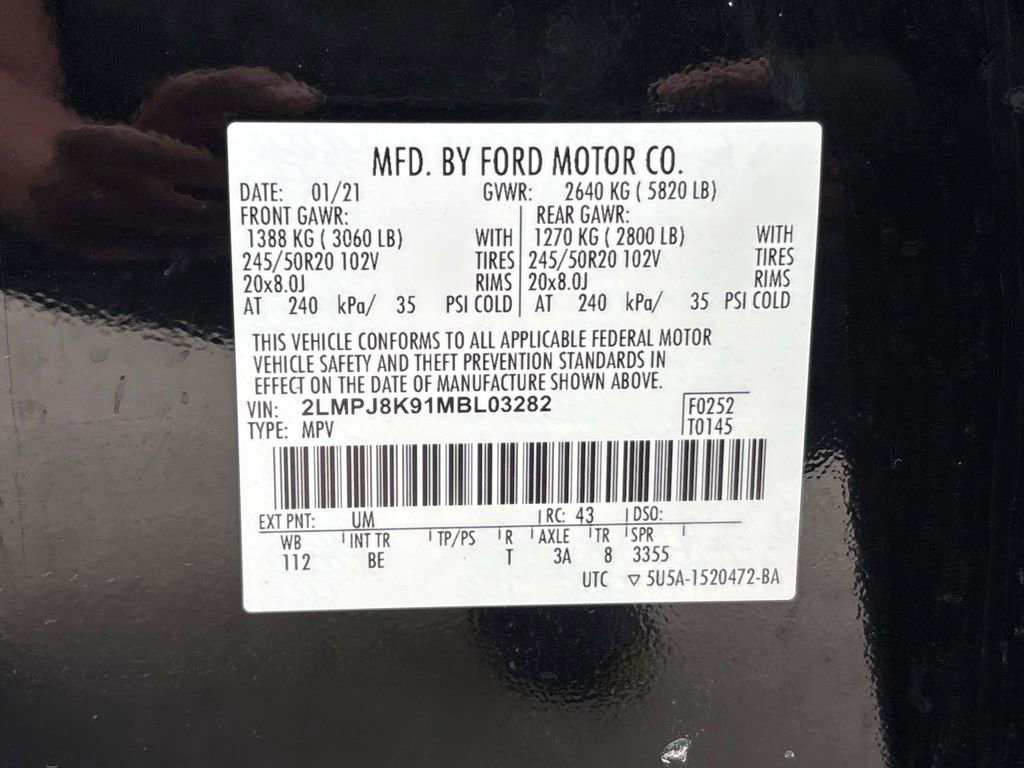 MFD. BY FORD MOTOR CO.
DATE: 01/21 GVWR: 2640 KG ( 5820 LB)
FRONT GAWR: REAR GAWR:
1388 KG ( 3060 LB) WITH 1270 KG ( 2800 LB) WITH
245/50R20 102V TIRES 245/50R20 102V TIRES
20x8.0J RIMS 20x8.0J RIMS
AT 240 kPa/ 35 PSI COLD AT 240 kPa/ 35 PSI COLD
THIS VEHICLE CONFORMS TO ALL APPLICABLE FEDERAL MOTOR
VEHICLE SAFETY AND THEFT PREVENTION STANDARDS IN
EFFECT ON THE DATE OF MANUFACTURE SHOWN ABOVE.
VIN: 2LMPJ8K91MBL03282 F0252
TYPE: MPV T0145
EXT PNT: UM RC: 43 DSO:
WB INT TR TP/PS R AXLE TR SPR
112 BE T 3A 8 3355
UTC ▽ 5U5A-1520472-BA